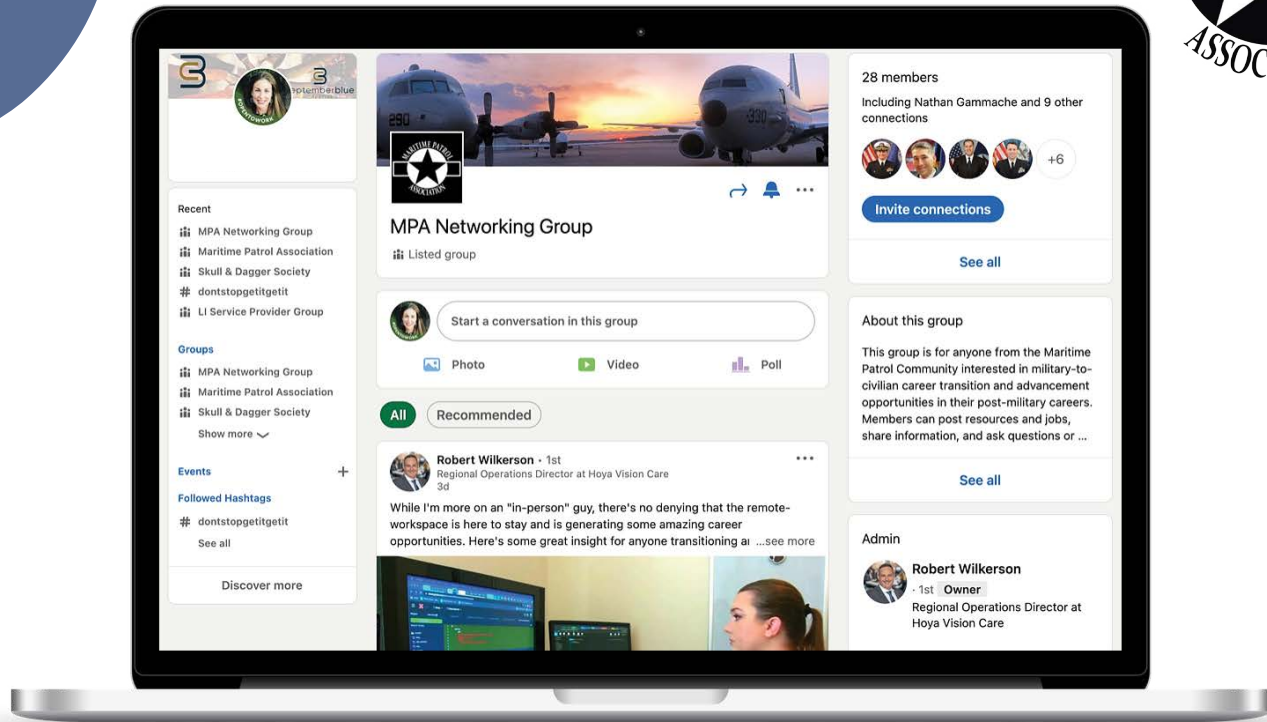 ASSOC
septemberblue
#OPENTOWORK
Recent
MPA Networking Group
Maritime Patrol Association
Skull & Dagger Society
# dontstopgetitgetit
LI Service Provider Group
Groups
MPA Networking Group
Maritime Patrol Association
Skull & Dagger Society
Show more
Events +
Followed Hashtags
# dontstopgetitgetit
See all
Discover more
290
330
MARITIME PATROL
ASSOCIATION
MPA Networking Group
Listed group
Start a conversation in this group
Photo
Video
Poll
All
Recommended
Robert Wilkerson · 1st
Regional Operations Director at Hoya Vision Care
3d
While I'm more on an "in-person" guy, there's no denying that the remote-
workspace is here to stay and is generating some amazing career
opportunities. Here's some great insight for anyone transitioning ...see more
28 members
Including Nathan Gammache and 9 other
connections
+6
Invite connections
See all
About this group
This group is for anyone from the Maritime
Patrol Community interested in military-to-
civilian career transition and advancement
opportunities in their post-military careers.
Members can post resources and jobs,
share information, and ask questions or ...
See all
Admin
Robert Wilkerson
· 1st Owner
Regional Operations Director at
Hoya Vision Care